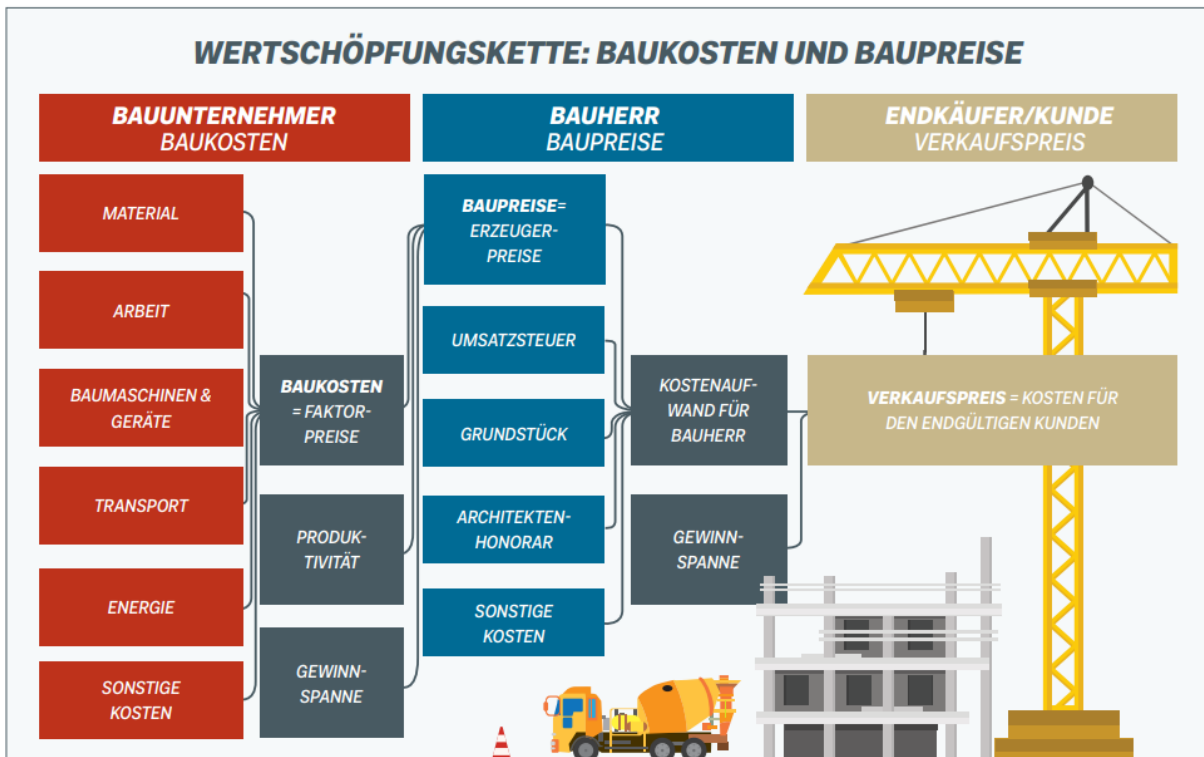 WERTSCHÖPFUNGSKETTE: BAUKOSTEN UND BAUPREISE
BAUUNTERNEHMER
BAUKOSTEN
BAUHERR
BAUPREISE
ENDKÄUFER/KUNDE
VERKAUFSPREIS
MATERIAL
ARBEIT
BAUMASCHINEN &
GERÄTE
TRANSPORT
ENERGIE
SONSTIGE
KOSTEN
BAUKOSTEN
= FAKTOR-
PREISE
PRODUK-
TIVITÄT
GEWINN-
SPANNE
BAUPREISE=
ERZEUGER-
PREISE
UMSATZSTEUER
GRUNDSTÜCK
ARCHITEKTEN-
HONORAR
SONSTIGE
KOSTEN
KOSTENAUF-
WAND FÜR
BAUHERR
GEWINN-
SPANNE
VERKAUFSPREIS = KOSTEN FÜR
DEN ENDGÜLTIGEN KUNDEN